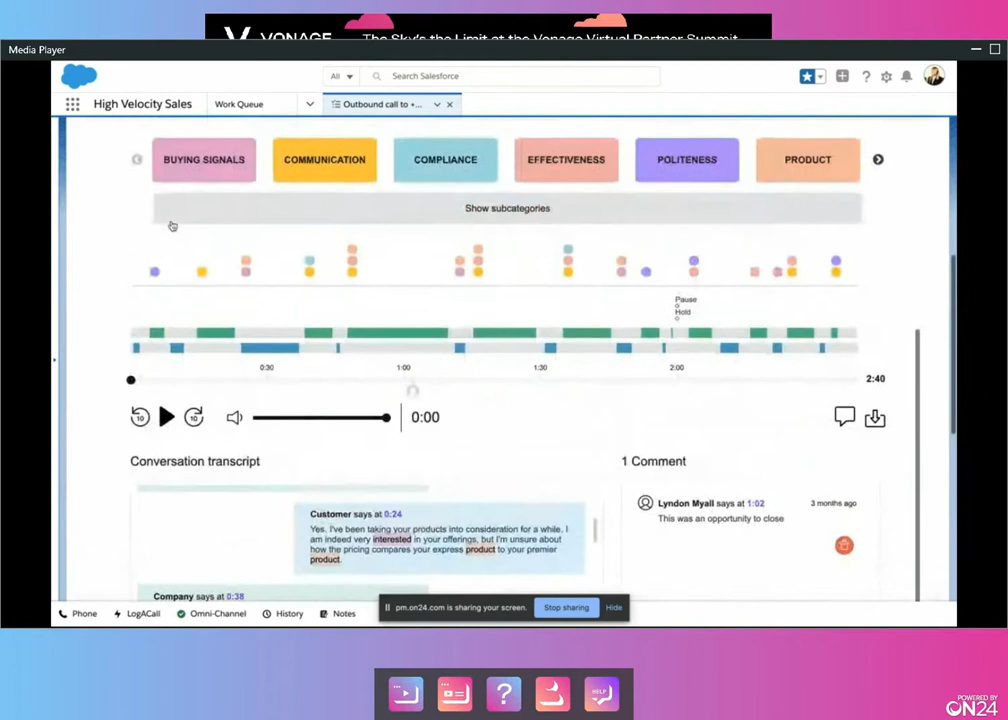 VONAGE The Sky's the Limit at the Vonage Virtual Partner Summit
Media Player
All Search Salesforce
High Velocity Sales Work Queue Outbound call to +...
BUYING SIGNALS COMMUNICATION COMPLIANCE EFFECTIVENESS POLITENESS PRODUCT
Show subcategories
Pause
Hold
0:30 1:00 1:30 2:00
2:40
10 10 0:00
Conversation transcript 1 Comment
Customer says at 0:24
Yes. I've been taking your products into consideration for a while. I
am indeed very interested in your offerings, but I'm unsure about
how the pricing compares your express product to your premier
product.
Lyndon Myall says at 1:02 3 months ago
This was an opportunity to close
Company says at 0:38
Phone LogACall Omni-Channel History Notes
pm.on24.com is sharing your screen. Stop sharing Hide
HELP
POWERED BY
ON24